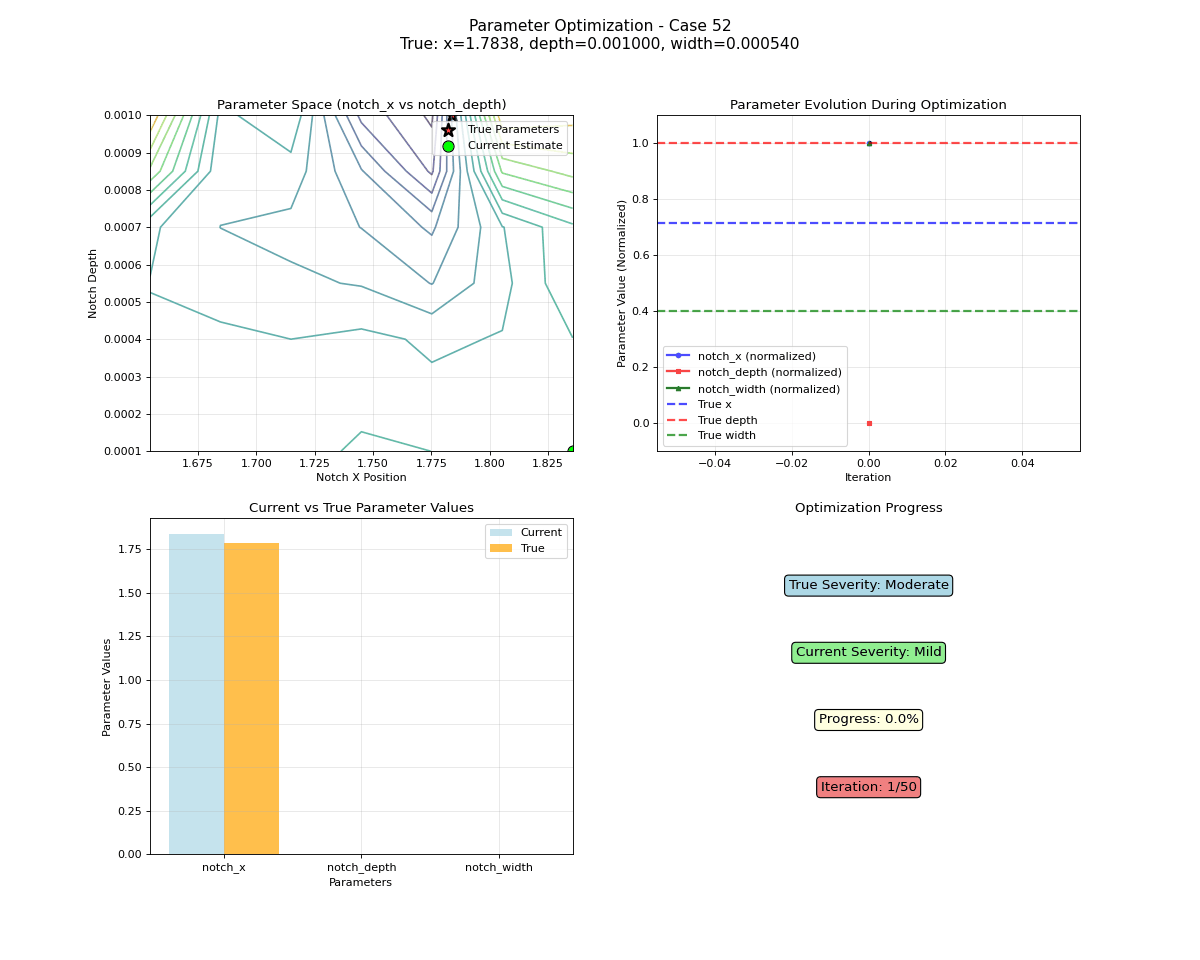 Parameter Optimization - Case 52
True: x=1.7838, depth=0.001000, width=0.000540
Parameter Space (notch_x vs notch_depth)
Notch Depth
0.0010
0.0009
0.0008
0.0007
0.0006
0.0005
0.0004
0.0003
0.0002
0.0001
True Parameters
Current Estimate
1.675
1.700
1.725
1.750
1.775
1.800
1.825
Notch X Position
Parameter Evolution During Optimization
Parameter Value (Normalized)
1.0
0.8
0.6
0.4
0.2
0.0
notch_x (normalized)
notch_depth (normalized)
notch_width (normalized)
True x
True depth
True width
−0.04
−0.02
0.00
0.02
0.04
Iteration
Current vs True Parameter Values
Parameter Values
1.75
1.50
1.25
1.00
0.75
0.50
0.25
0.00
Current
True
notch_x
notch_depth
notch_width
Parameters
Optimization Progress
True Severity: Moderate
Current Severity: Mild
Progress: 0.0%
Iteration: 1/50